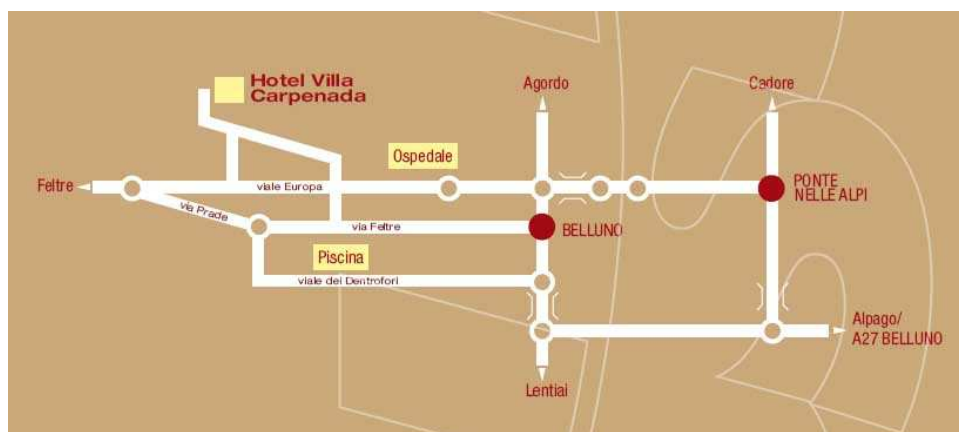 Hotel Villa
Carpenada
Agordo
Cadore
Ospedale
Feltre
viale Europa
PONTE
NELLE ALPI
via Prade
via Feltre
BELLUNO
Piscina
viale dei Dentrofori
Alpago/
A27 BELLUNO
Lentiai